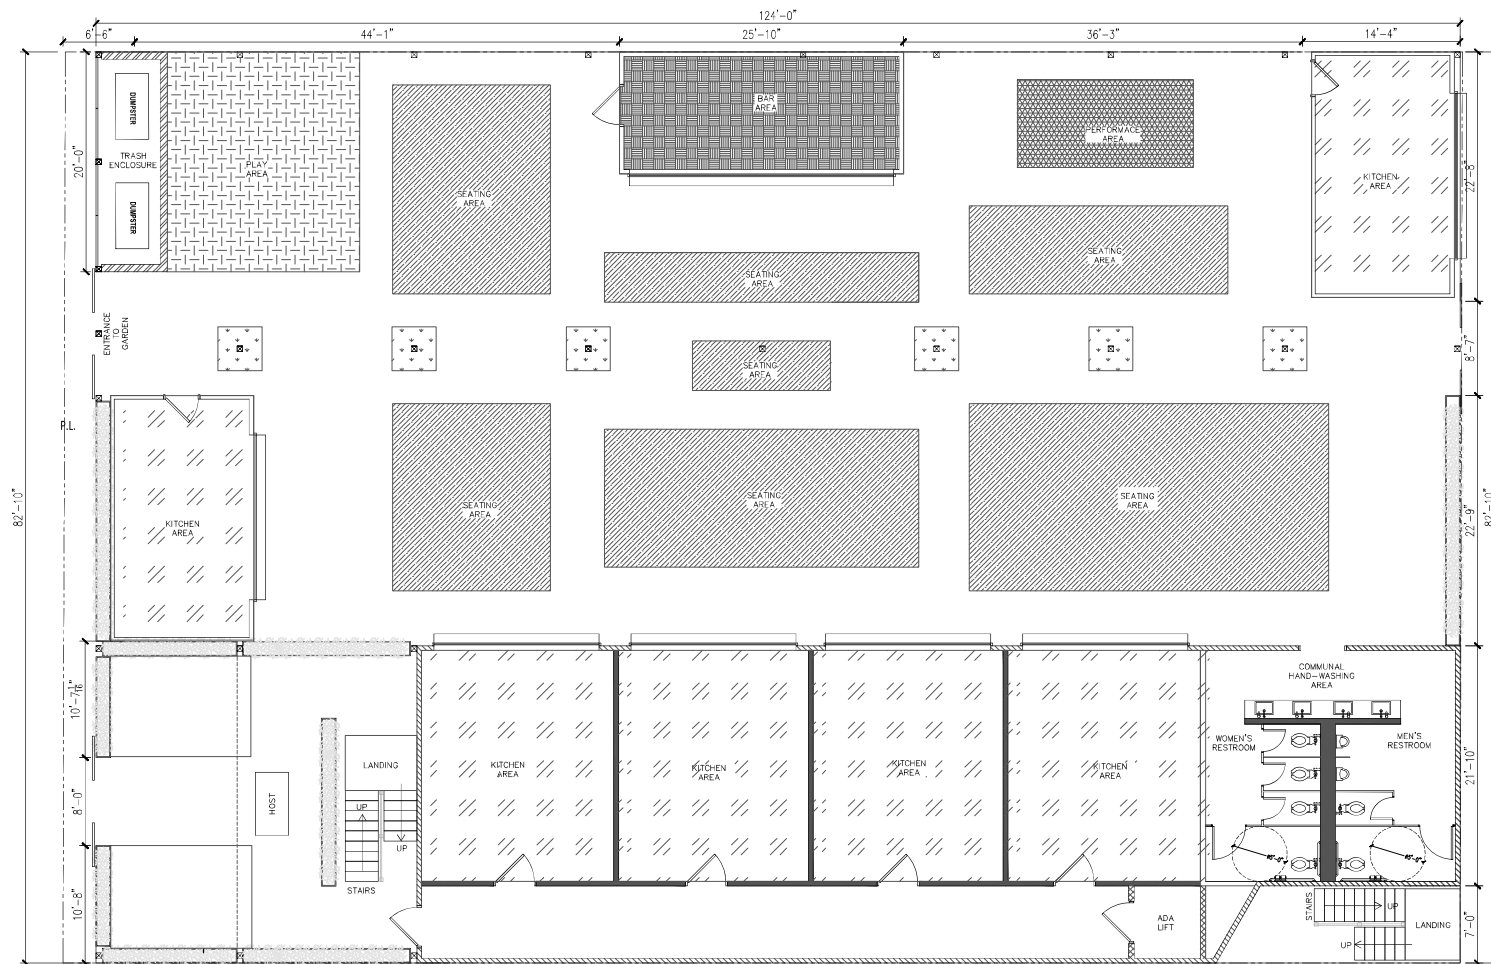 124'-0"
6'-6"
44'-1"
25'-10"
36'-3"
14'-4"
DUMPSTER
TRASH
ENCLOSURE
DUMPSTER
20'-0"
PLAY
AREA
SEATING
AREA
BAR
AREA
PERFORMACE
AREA
KITCHEN
AREA
22'-8"
SEATING
AREA
SEATING
AREA
ENTRANCE
TO
GARDEN
SEATING
AREA
8'-7"
P.L.
82'-10"
KITCHEN
AREA
SEATING
AREA
SEATING
AREA
SEATING
AREA
22'-9"
82'-10"
COMMUNAL
HAND-WASHING
AREA
WOMEN'S
RESTROOM
MEN'S
RESTROOM
LANDING
UP
UP
STAIRS
HOST
8'-0"
10'-8"
KITCHEN
AREA
KITCHEN
AREA
KITCHEN
AREA
KITCHEN
AREA
21'-10"
ADA
LIFT
STAIRS
UP
UP
LANDING
7'-0"